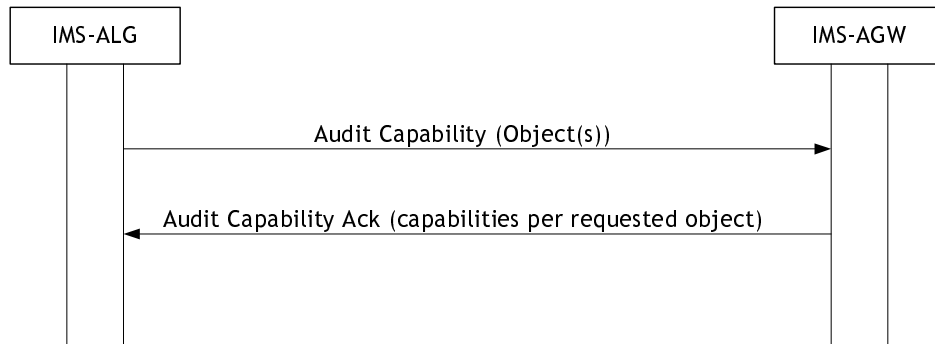 IMS-ALG
IMS-AGW
Audit Capability (Object(s))
Audit Capability Ack (capabilities per requested object)